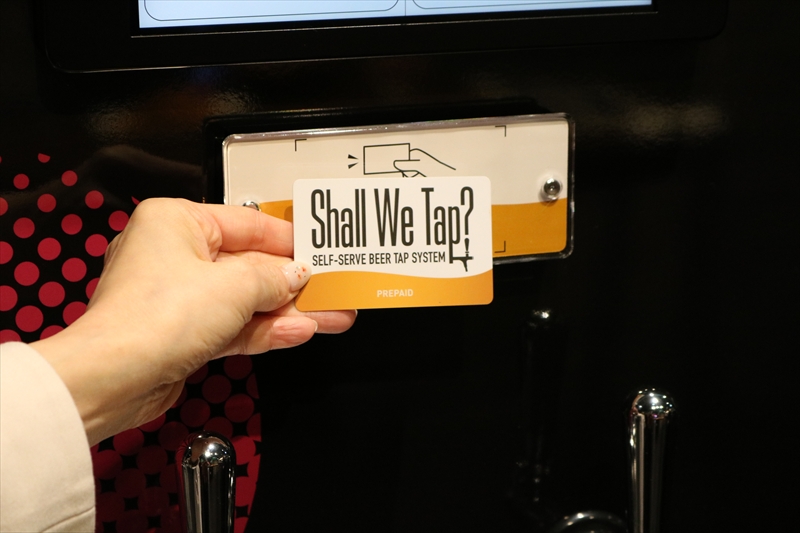 Shall We Tap?
SELF-SERVE BEER TAP SYSTEM
PREPAID